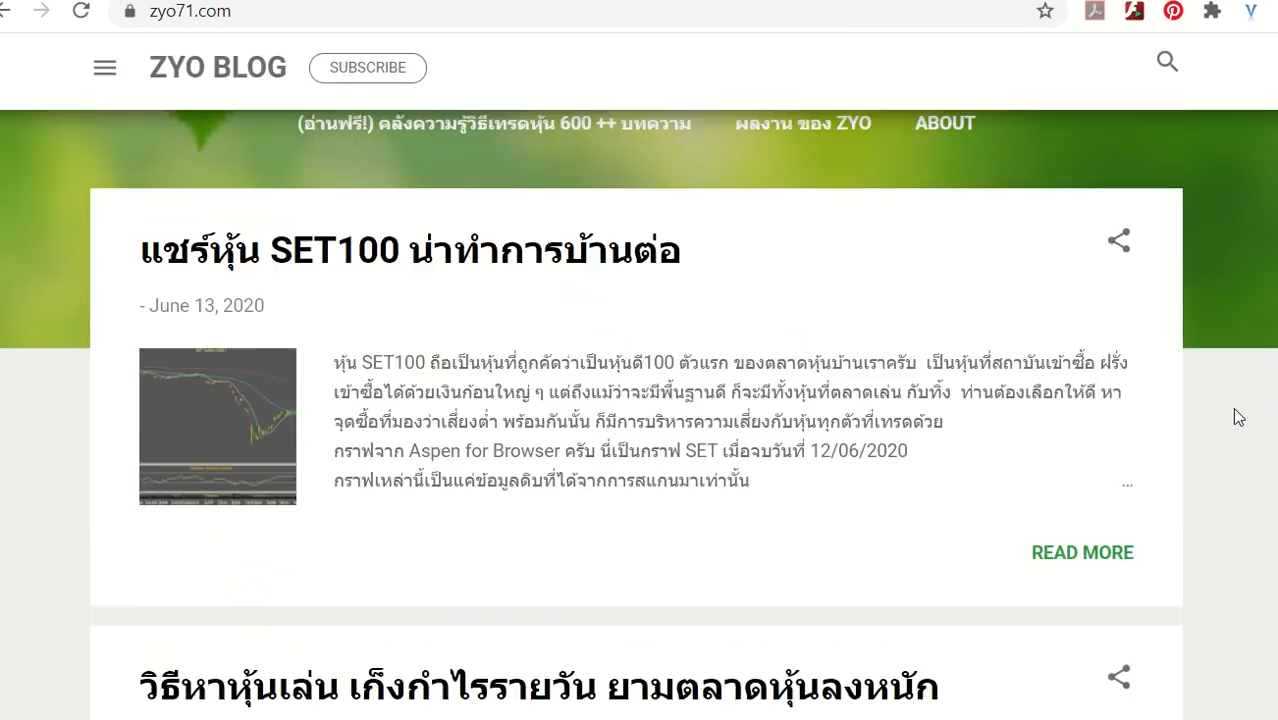 zyo71.com
ZYO BLOG
SUBSCRIBE
(อ่านฟรี!) คลังความรู้วิธีเทรดหุ้น 600 ++ บทความ ผลงาน ของ ZYO ABOUT
แชร์หุ้น SET100 น่าทำการบ้านต่อ
- June 13, 2020
หุ้น SET100 ถือเป็นหุ้นที่ถูกคัดว่าเป็นหุ้นดี100 ตัวแรก ของตลาดหุ้นบ้านเราครับ เป็นหุ้นที่สถาบันเข้าซื้อ ฝรั่ง
เข้าซื้อได้ด้วยเงินก้อนใหญ่ ๆ แต่ถึงแม้ว่าจะมีพื้นฐานดี ก็จะมีทั้งหุ้นที่ตลาดเล่น กับทิ้ง ท่านต้องเลือกให้ดี หา
จุดซื้อที่มองว่าเสี่ยงต่ำ พร้อมกันนั้น ก็มีการบริหารความเสี่ยงกับหุ้นทุกตัวที่เทรดด้วย
กราฟจาก Aspen for Browser ครับ นี่เป็นกราฟ SET เมื่อจบวันที่ 12/06/2020
กราฟเหล่านี้เป็นแค่ข้อมูลดิบที่ได้จากการสแกนมาเท่านั้น ...
READ MORE
วิธีหาหุ้นเล่น เก็งกำไรรายวัน ยามตลาดหุ้นลงหนัก